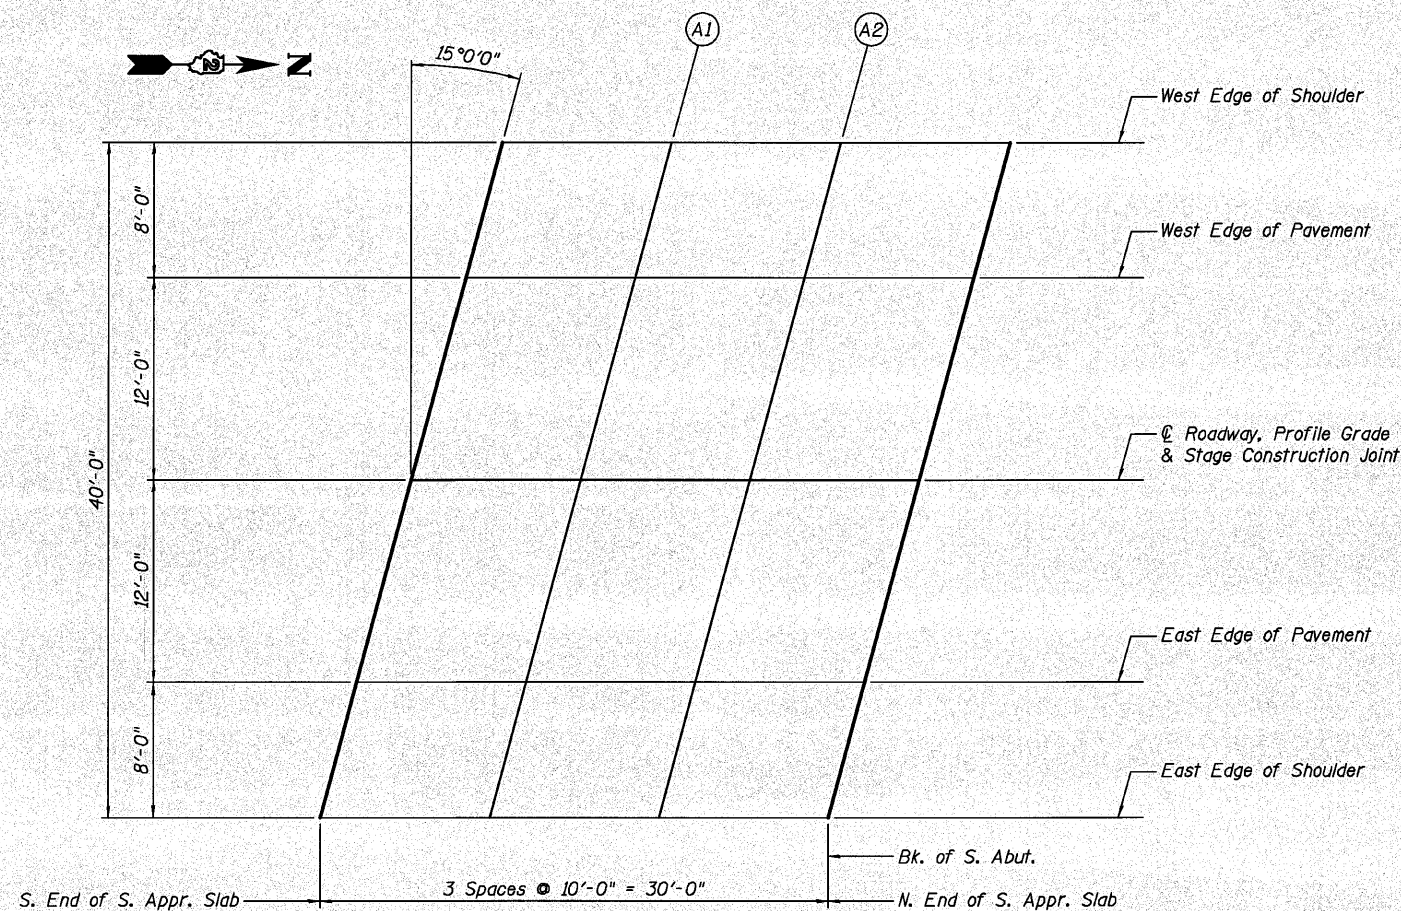 A1
A2
15°0'0"
2
N
West Edge of Shoulder
8'-0"
West Edge of Pavement
12'-0"
40'-0"
℄ Roadway, Profile Grade
& Stage Construction Joint
12'-0"
East Edge of Pavement
8'-0"
East Edge of Shoulder
Bk. of S. Abut.
3 Spaces @ 10'-0" = 30'-0"
S. End of S. Appr. Slab
N. End of S. Appr. Slab